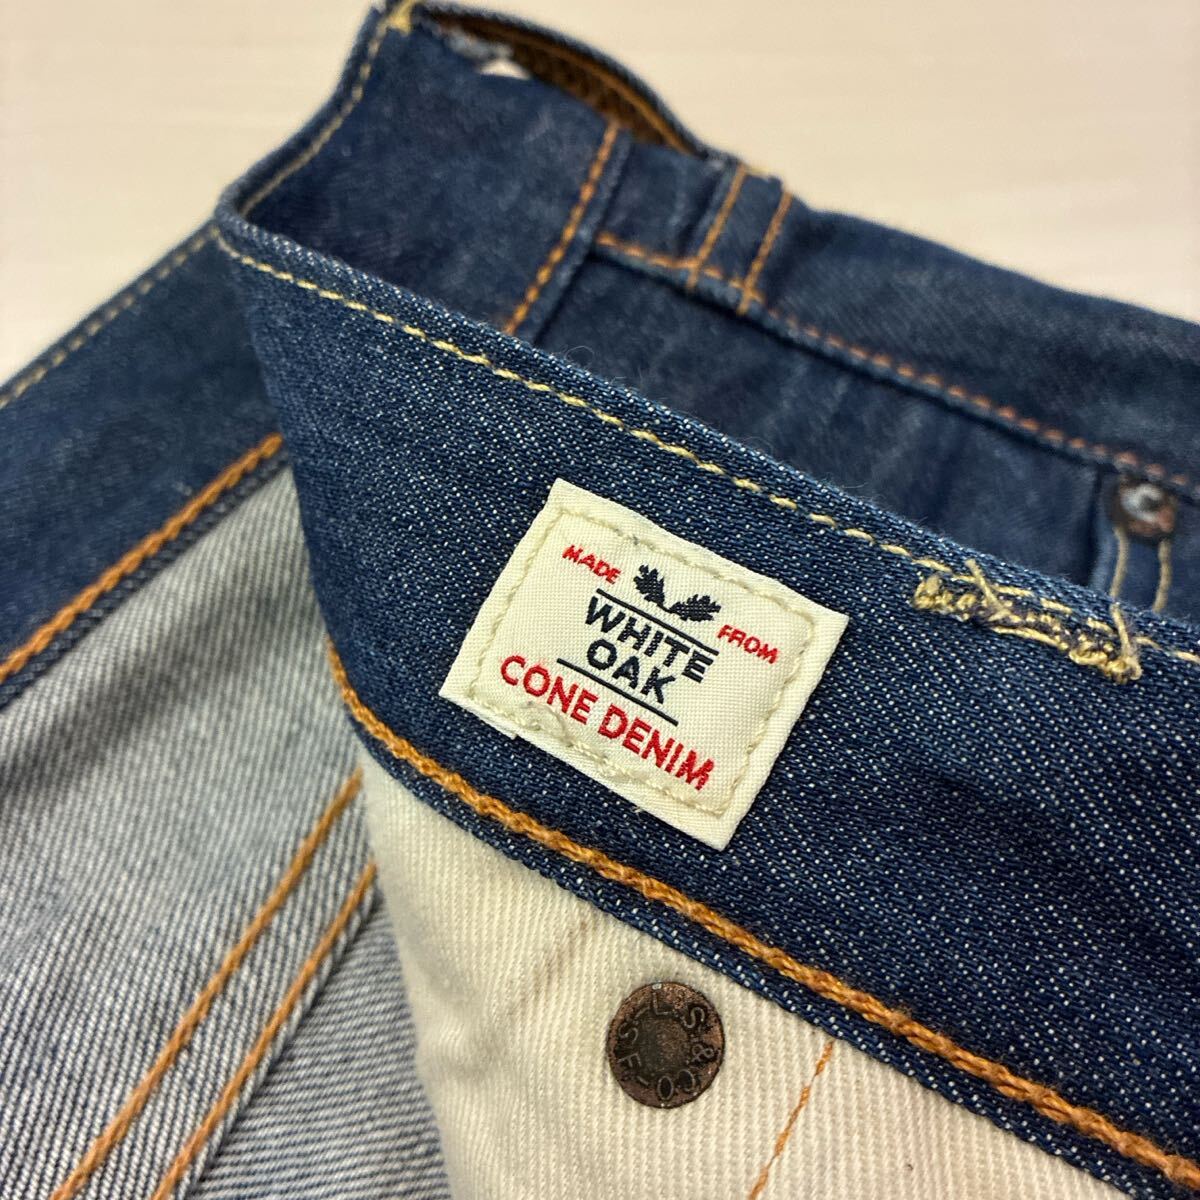 MADE FROM
WHITE
OAK
CONE DENIM
L.S.&CO.
S.F.